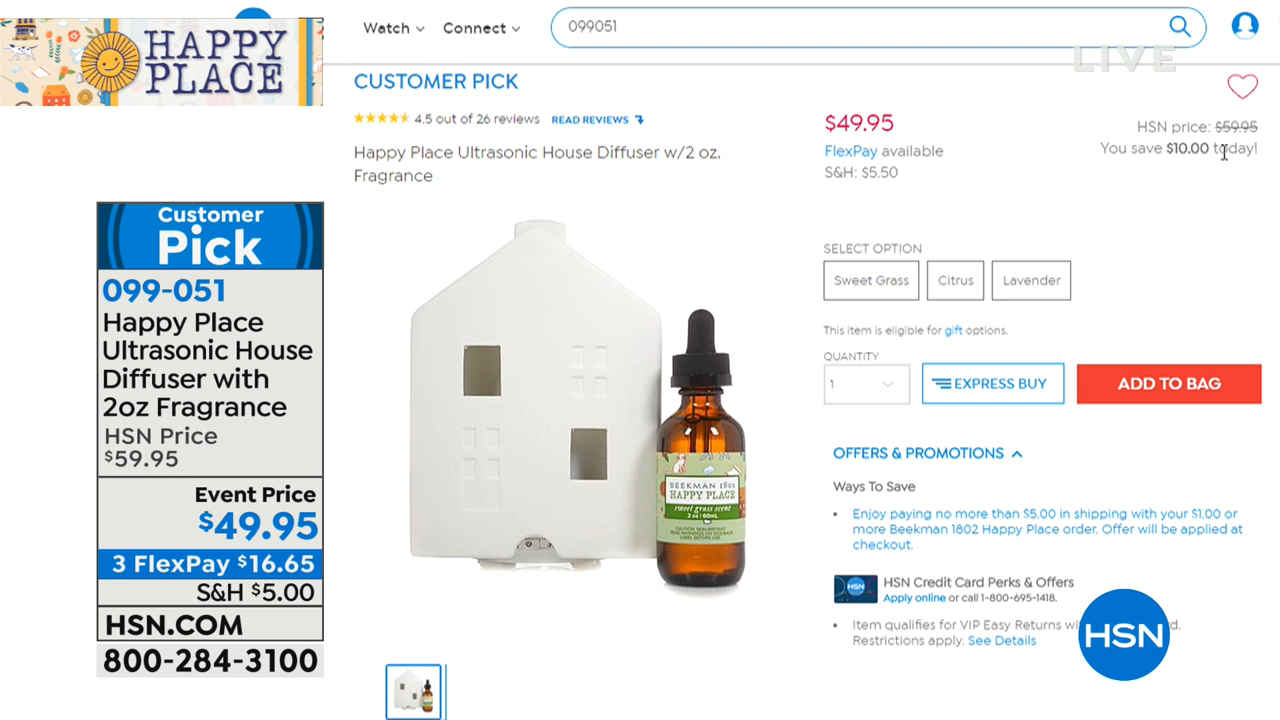 HAPPY
PLACE
Customer
Pick
099-051
Happy Place
Ultrasonic House
Diffuser with
2oz Fragrance
HSN Price
$59.95
Event Price
$49.95
3 FlexPay $16.65
S&H $5.00
HSN.COM
800-284-3100
Watch
Connect
099051
LIVE
CUSTOMER PICK
4.5 out of 26 reviews READ REVIEWS
Happy Place Ultrasonic House Diffuser w/2 oz.
Fragrance
$49.95
FlexPay available
S&H: $5.50
HSN price: $59.95
You save $10.00 today!
SELECT OPTION
Sweet Grass
Citrus
Lavender
This item is eligible for gift options.
QUANTITY
1
EXPRESS BUY
ADD TO BAG
BEEKMAN 1802
HAPPY PLACE
sweet grass scent
2 oz | 60mL
OFFERS & PROMOTIONS
Ways To Save
Enjoy paying no more than $5.00 in shipping with your $1.00 or
more Beekman 1802 Happy Place order. Offer will be applied at
checkout.
HSN
HSN Credit Card Perks & Offers
Apply online or call 1-800-695-1418.
Item qualifies for VIP Easy Returns
Restrictions apply. See Details
HSN